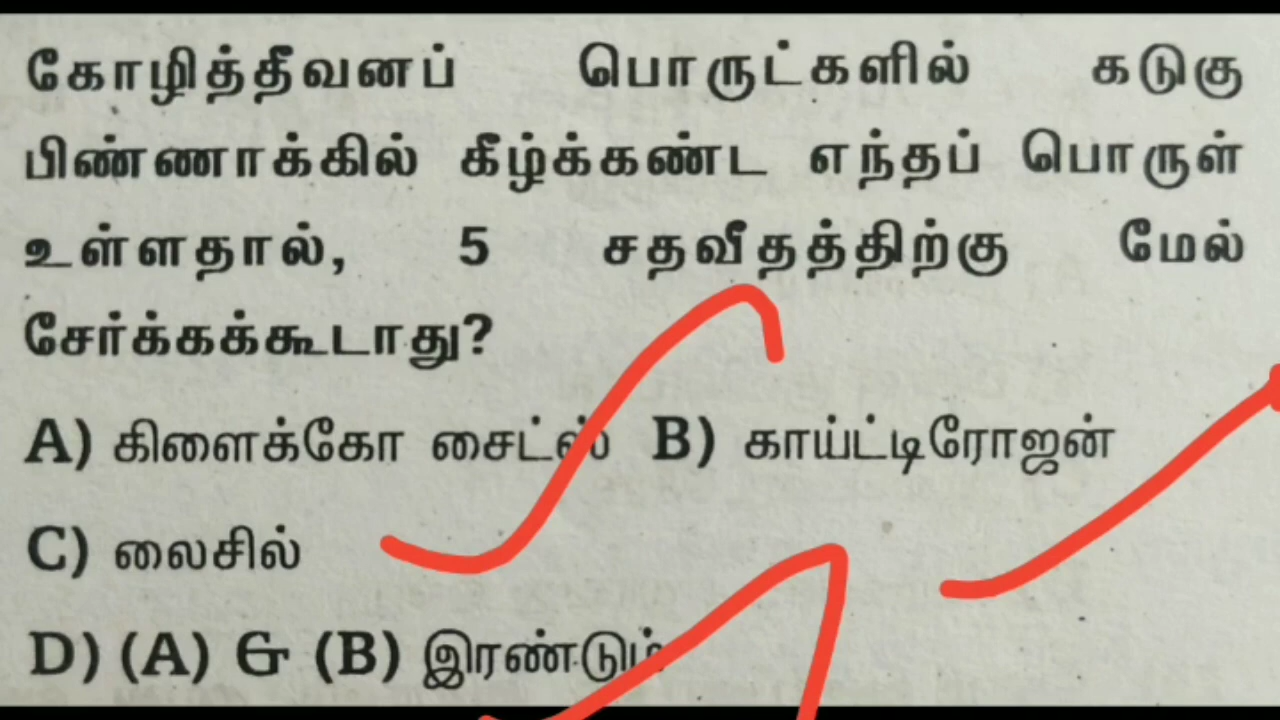 கோழித்தீவனப் பொருட்களில் கடுகு
பிண்ணாக்கில் கீழ்க்கண்ட எந்தப் பொருள்
உள்ளதால், 5 சதவீதத்திற்கு மேல்
சேர்க்கக்கூடாது?
A) கிளைக்கோ சைட்ஸ் B) காய்ட்டிரோஜன்
C) லைசில்
D) (A) & (B) இரண்டும்